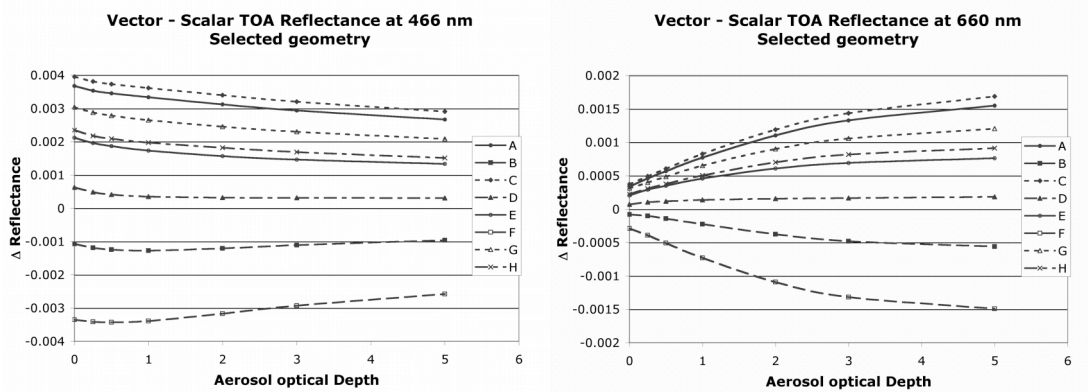 Vector - Scalar TOA Reflectance at 466 nm
Selected geometry
0.004
0.003
0.002
0.001
0
-0.001
-0.002
-0.003
-0.004
Δ Reflectance
0 1 2 3 4 5 6
Aerosol optical Depth
A
B
C
D
E
F
G
H
Vector - Scalar TOA Reflectance at 660 nm
Selected geometry
0.002
0.0015
0.001
0.0005
0
-0.0005
-0.001
-0.0015
-0.002
Δ Reflectance
0 1 2 3 4 5 6
Aerosol optical Depth
A
B
C
D
E
F
G
H